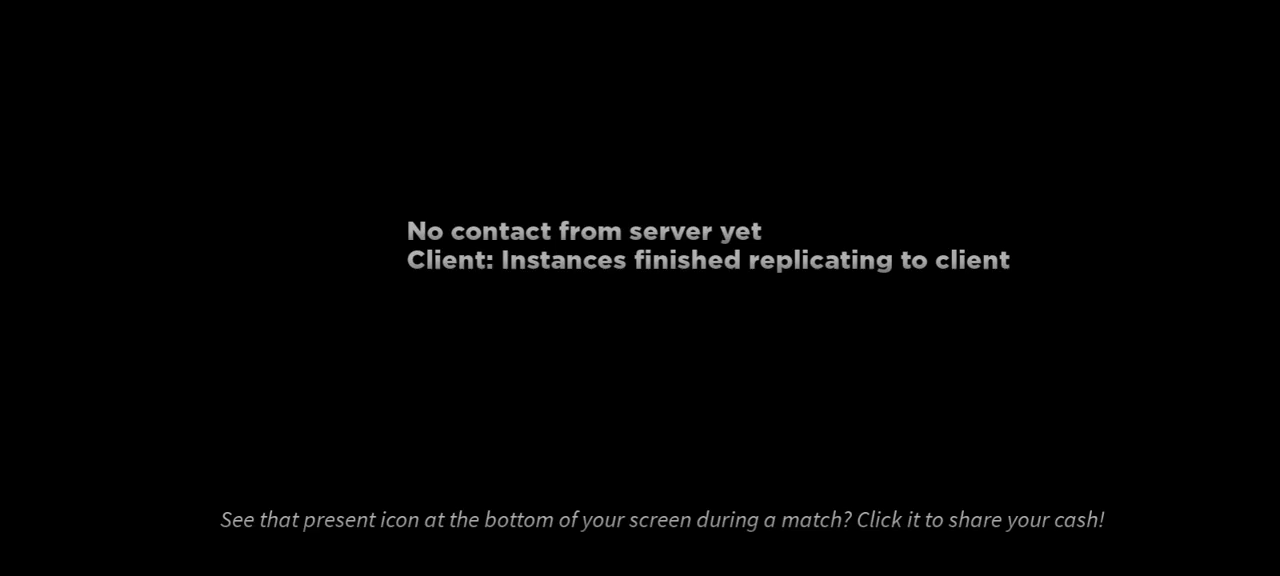 No contact from server yet
Client: Instances finished replicating to client
See that present icon at the bottom of your screen during a match? Click it to share your cash!